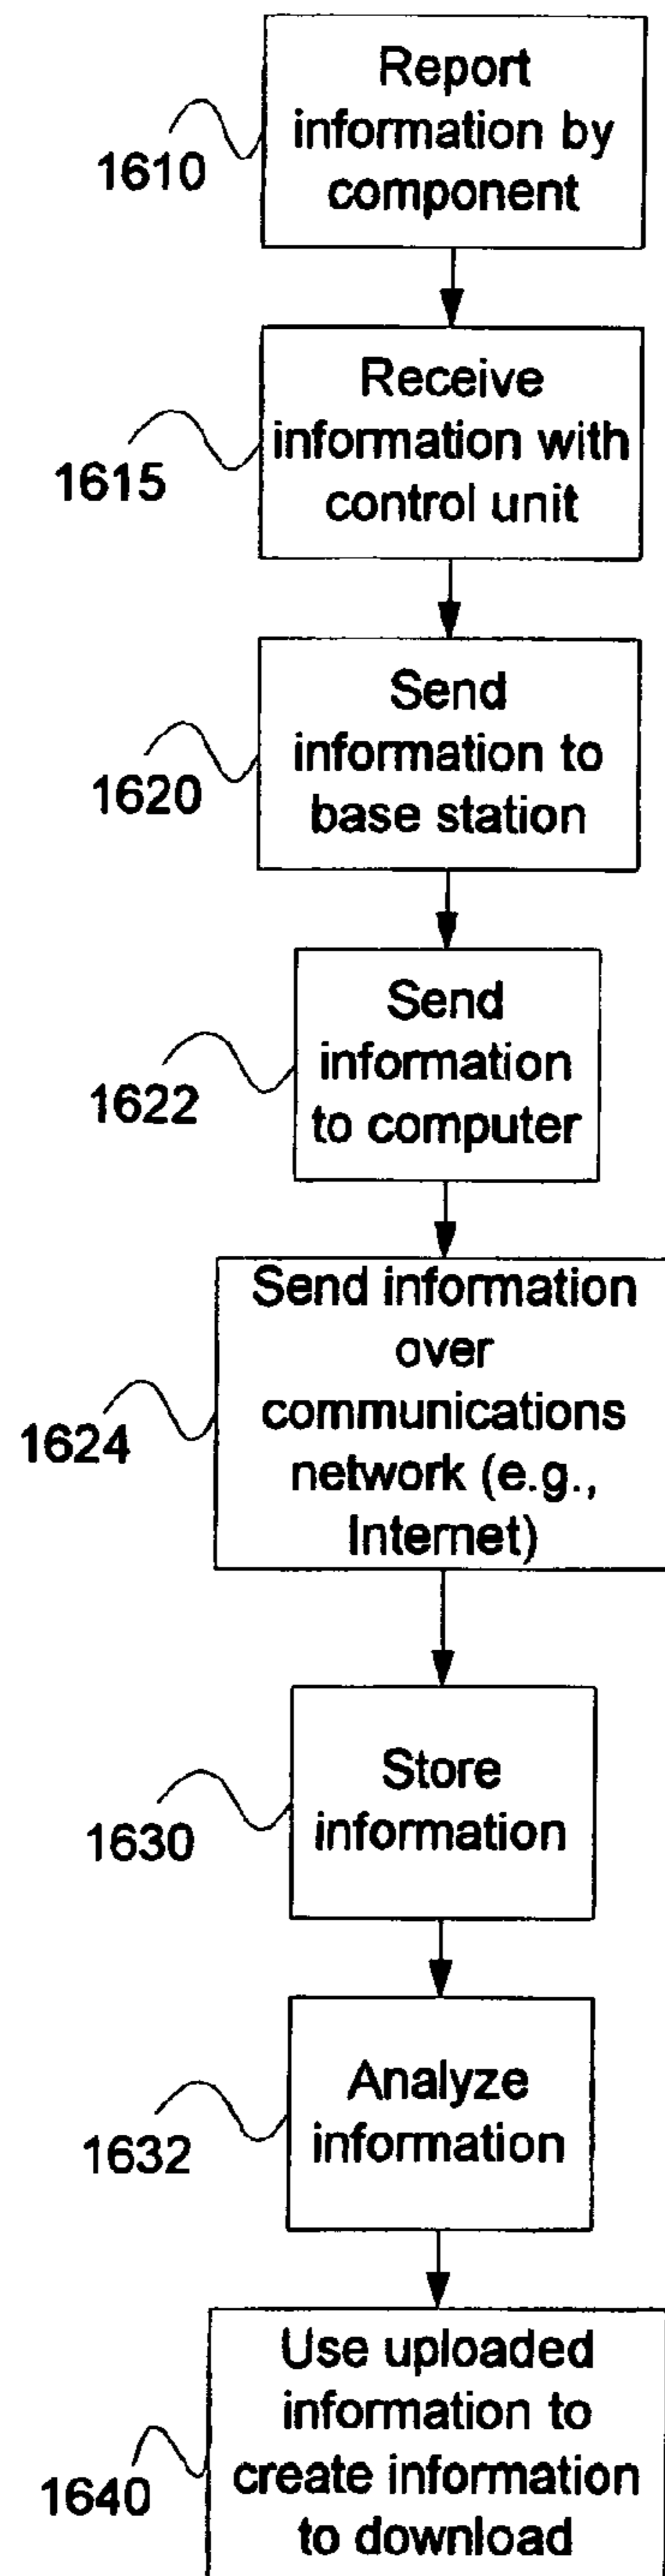 Report
information by
component
1610
Receive
information with
control unit
1615
Send
information to
base station
1620
Send
information
to computer
1622
Send information
over
communications
network (e.g.,
Internet)
1624
Store
information
1630
Analyze
information
1632
Use uploaded
information to
create information
to download
1640